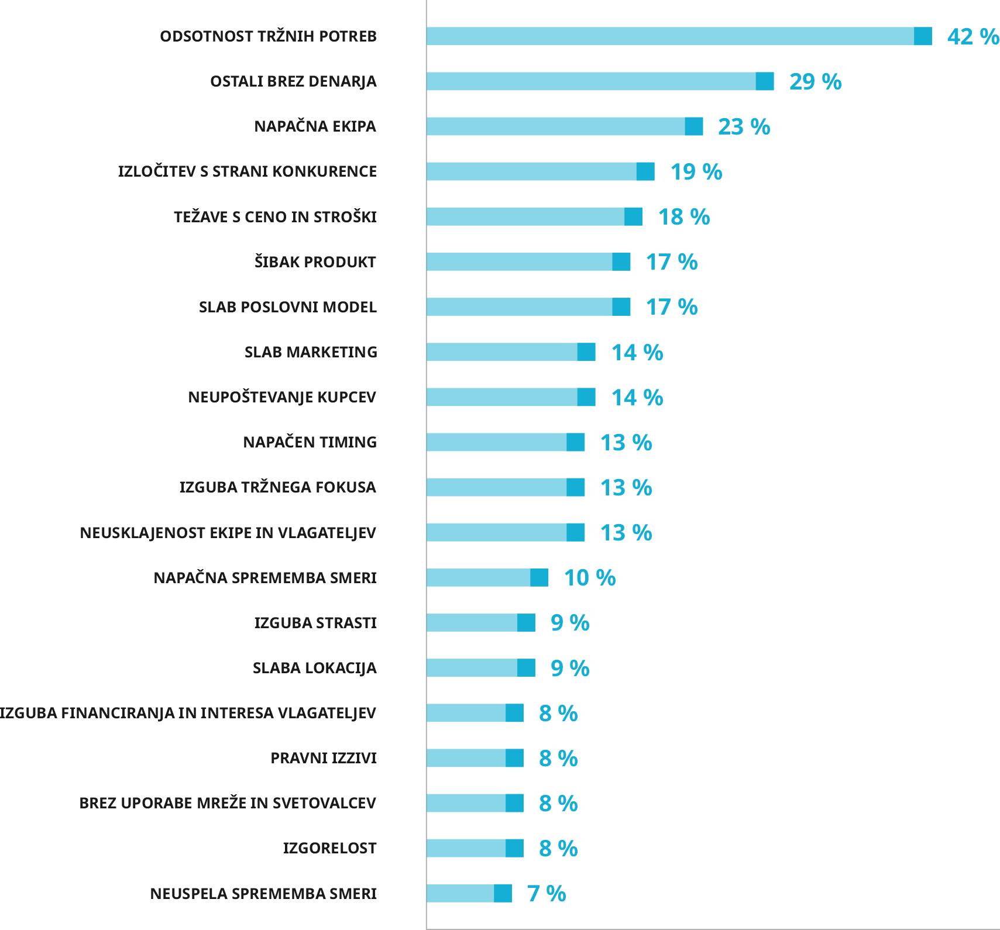 ODSOTNOST TRŽNIH POTREB 42 %
OSTALI BREZ DENARJA 29 %
NAPAČNA EKIPA 23 %
IZLOČITEV S STRANI KONKURENCE 19 %
TEŽAVE S CENO IN STROŠKI 18 %
ŠIBAK PRODUKT 17 %
SLAB POSLOVNI MODEL 17 %
SLAB MARKETING 14 %
NEUPOŠTEVANJE KUPCEV 14 %
NAPAČEN TIMING 13 %
IZGUBA TRŽNEGA FOKUSA 13 %
NEUSKLAJENOST EKIPE IN VLAGATELJEV 13 %
NAPAČNA SPREMEMBA SMERI 10 %
IZGUBA STRASTI 9 %
SLABA LOKACIJA 9 %
IZGUBA FINANCIRANJA IN INTERESA VLAGATELJEV 8 %
PRAVNI IZZIVI 8 %
BREZ UPORABE MREŽE IN SVETOVALCEV 8 %
IZGORELOST 8 %
NEUSPELA SPREMEMBA SMERI 7 %